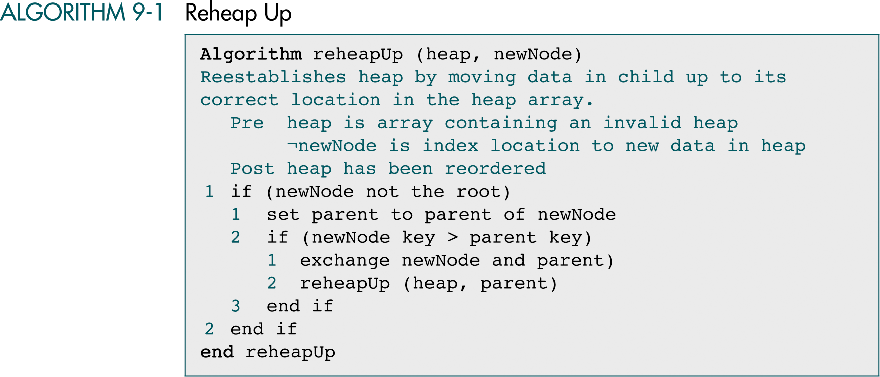 ALGORITHM 9-1 Reheap Up
Algorithm reheapUp (heap, newNode)
Reestablishes heap by moving data in child up to its
correct location in the heap array.
Pre heap is array containing an invalid heap
¬newNode is index location to new data in heap
Post heap has been reordered
1 if (newNode not the root)
1 set parent to parent of newNode
2 if (newNode key > parent key)
1 exchange newNode and parent)
2 reheapUp (heap, parent)
3 end if
2 end if
end reheapUp